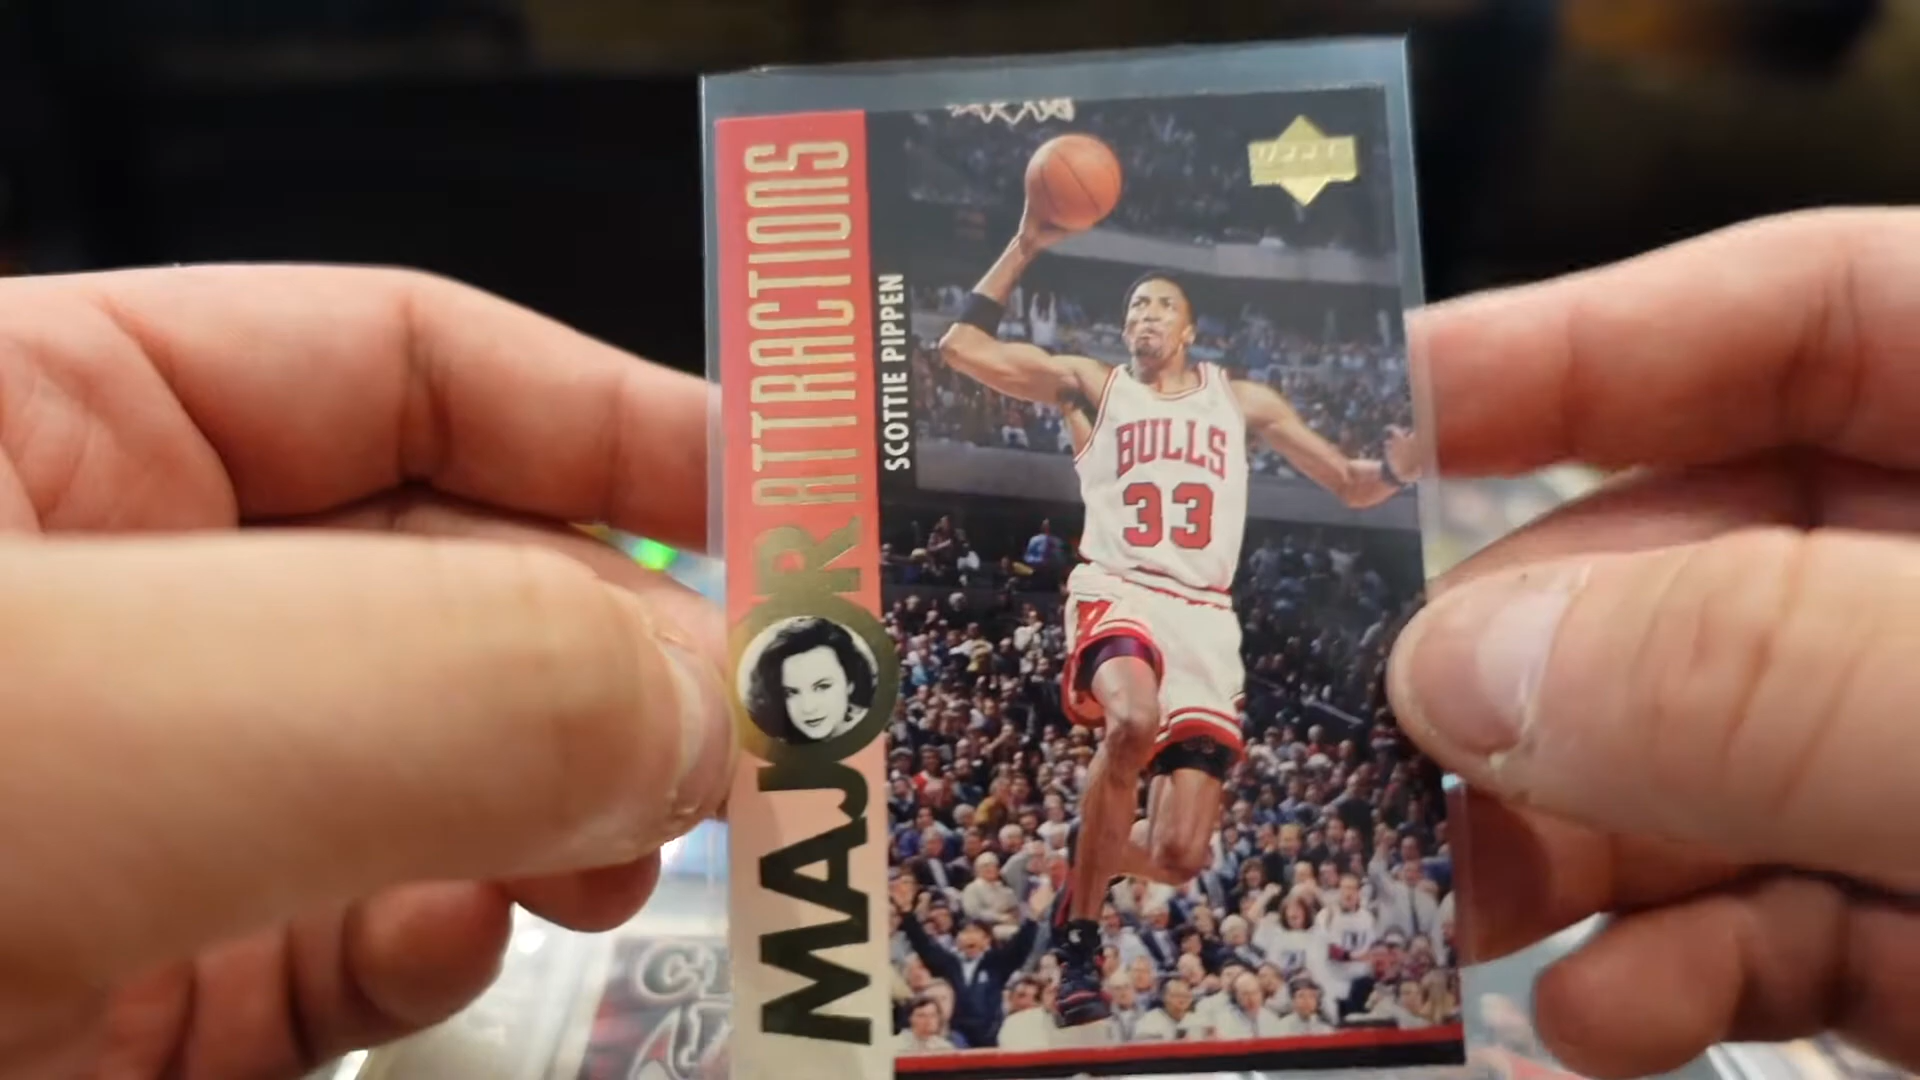 MAJOR ATTRACTIONS
SCOTTIE PIPPEN
BULLS
33